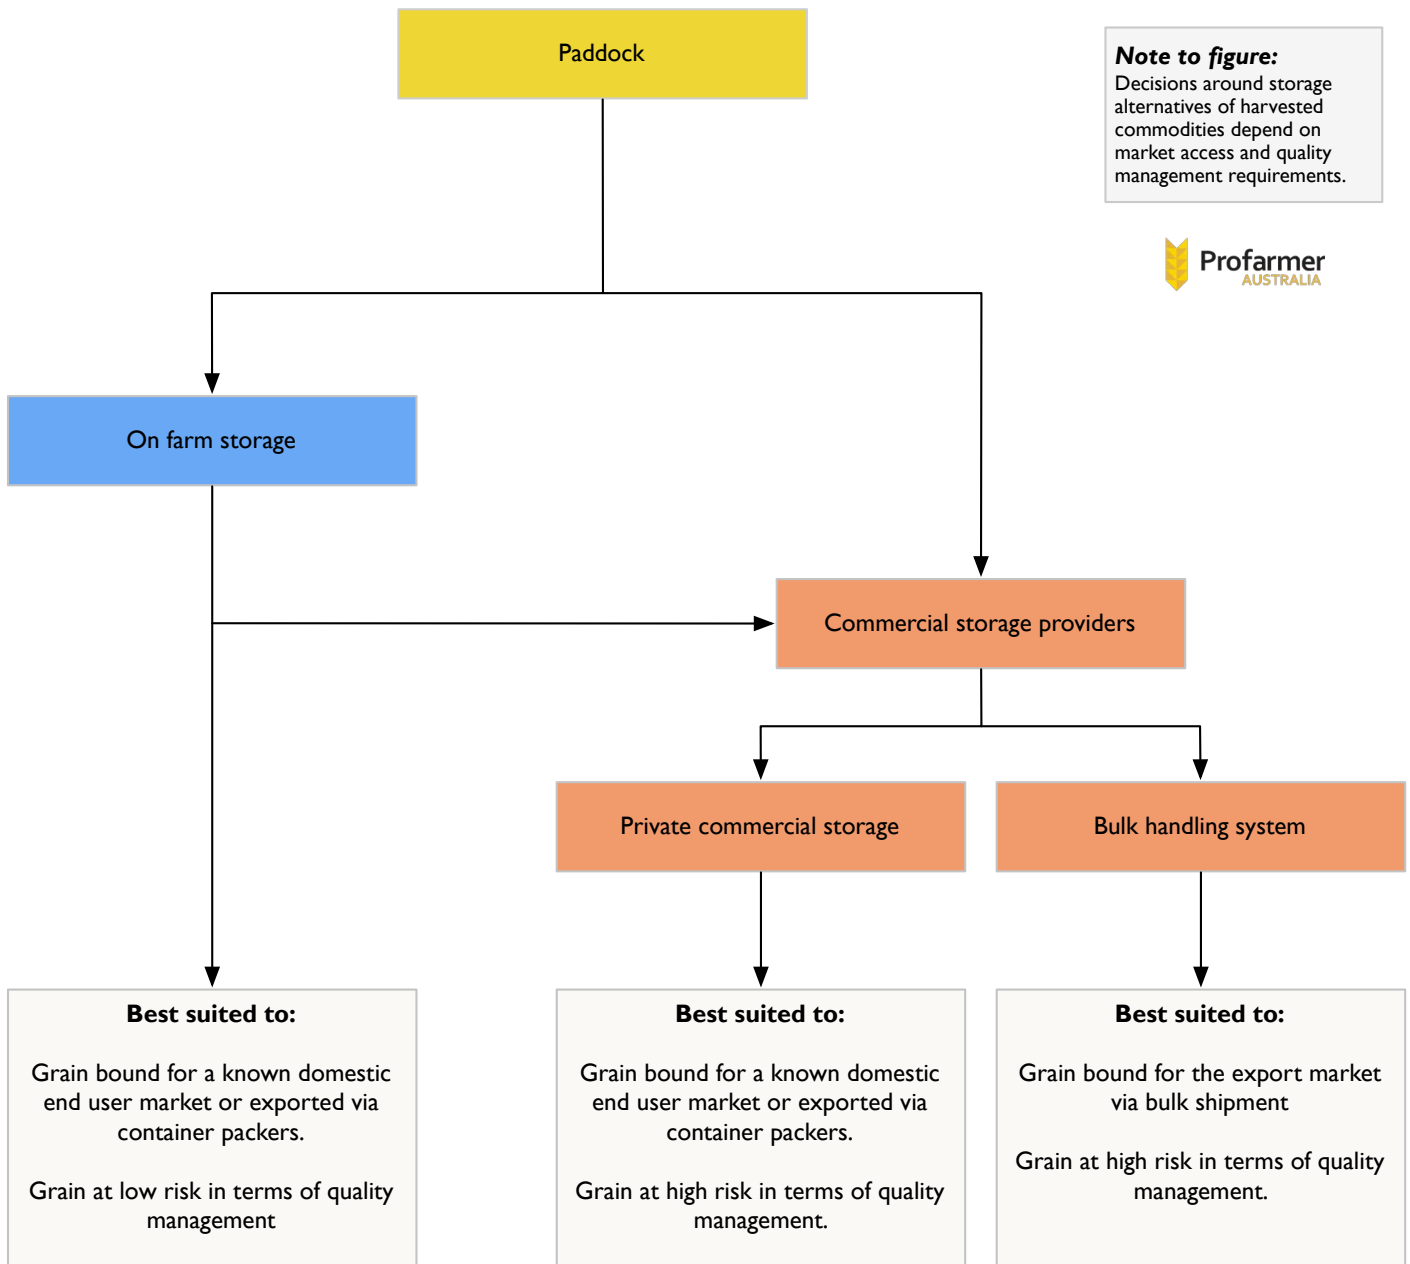 Paddock
Note to figure:
Decisions around storage
alternatives of harvested
commodities depend on
market access and quality
management requirements.
Profarmer
AUSTRALIA
On farm storage
Commercial storage providers
Private commercial storage
Bulk handling system
Best suited to:
Grain bound for a known domestic
end user market or exported via
container packers.
Grain at low risk in terms of quality
management
Best suited to:
Grain bound for a known domestic
end user market or exported via
container packers.
Grain at high risk in terms of quality
management.
Best suited to:
Grain bound for the export market
via bulk shipment
Grain at high risk in terms of quality
management.